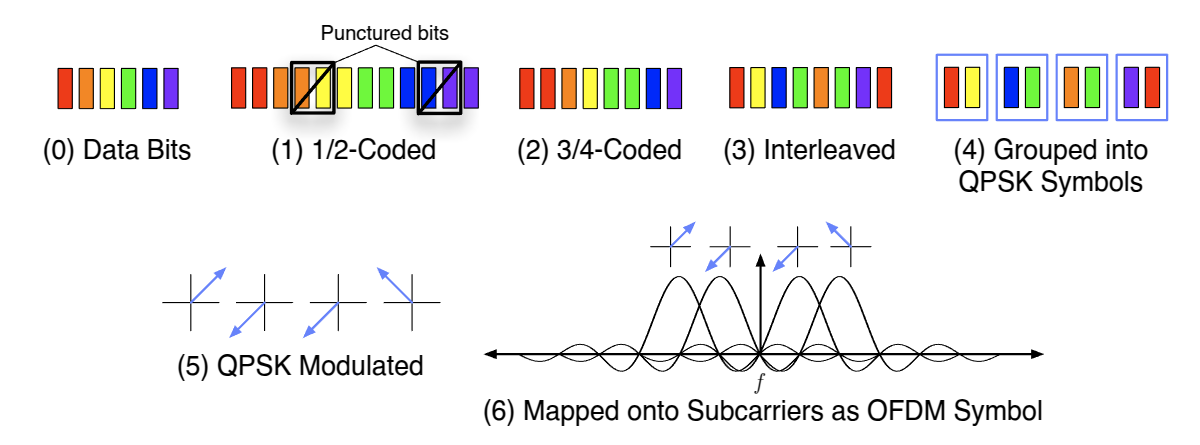 Punctured bits
(0) Data Bits
(1) 1/2-Coded
(2) 3/4-Coded
(3) Interleaved
(4) Grouped into
QPSK Symbols
(5) QPSK Modulated
f
(6) Mapped onto Subcarriers as OFDM Symbol